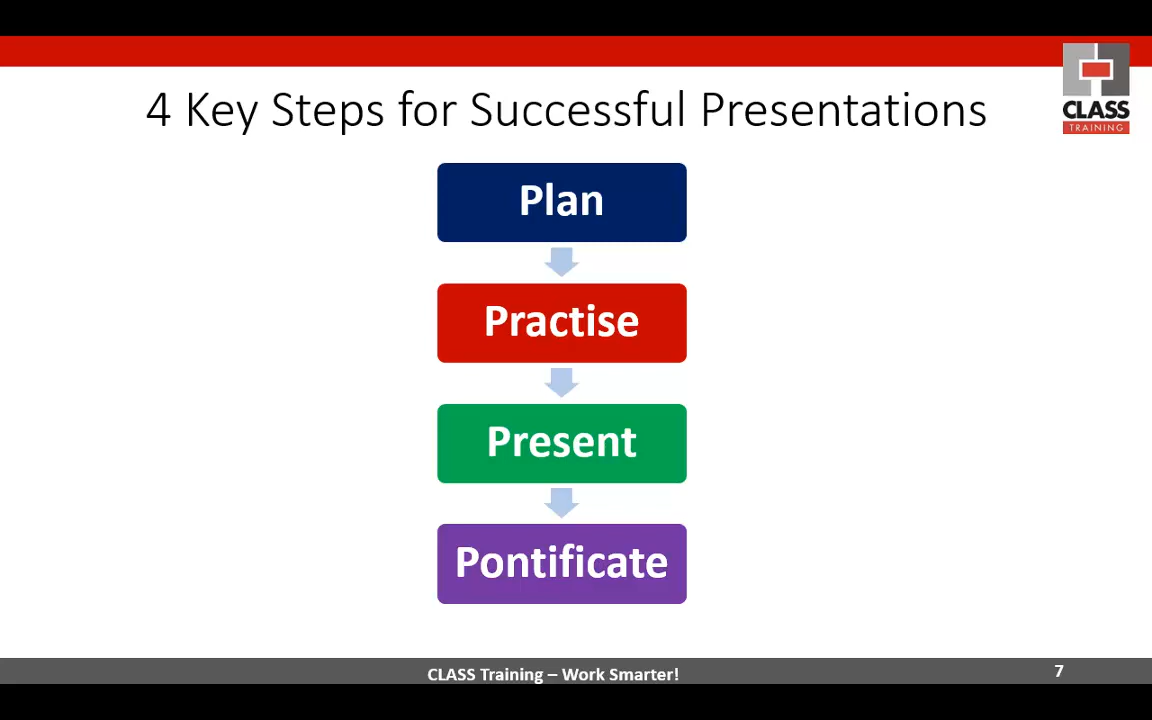 4 Key Steps for Successful Presentations
CLASS
TRAINING
Plan
Practise
Present
Pontificate
CLASS Training – Work Smarter!
7